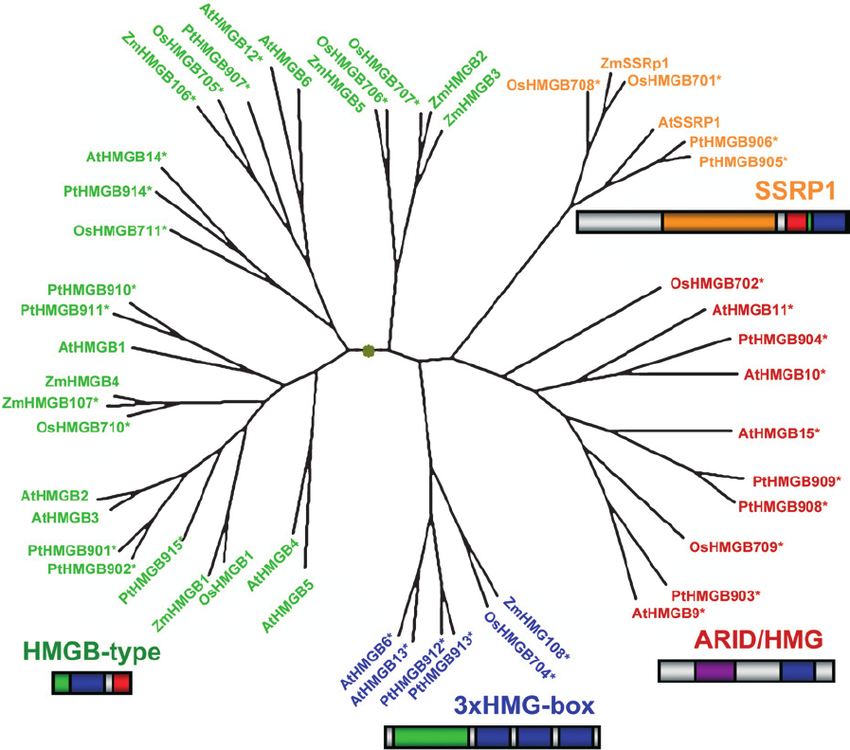 AtHMGB12*
AtHMGB6
PtHMGB907*
OsHMGB705*
ZmHMGB106*
OsHMGB707*
OsHMGB706*
ZmHMGB5
ZmHMGB2
ZmHMGB3
ZmSSRp1
OsHMGB701*
OsHMGB708*
AtSSRP1
PtHMGB906*
PtHMGB905*
SSRP1
AtHMGB14*
PtHMGB914*
OsHMGB711*
PtHMGB910*
PtHMGB911*
AtHMGB1
ZmHMGB4
ZmHMGB107*
OsHMGB710*
AtHMGB2
AtHMGB3
PtHMGB901*
PtHMGB902*
PtHMGB915*
ZmHMGB1
OsHMGB1
AtHMGB4
AtHMGB5
OsHMGB702*
AtHMGB11*
PtHMGB904*
AtHMGB10*
AtHMGB15*
PtHMGB909*
PtHMGB908*
OsHMGB709*
PtHMGB903*
AtHMGB9*
ARID/HMG
HMGB-type
AtHMGB6*
AtHMGB13*
PtHMGB912*
PtHMGB913*
ZmHMG108*
OsHMGB704*
3xHMG-box